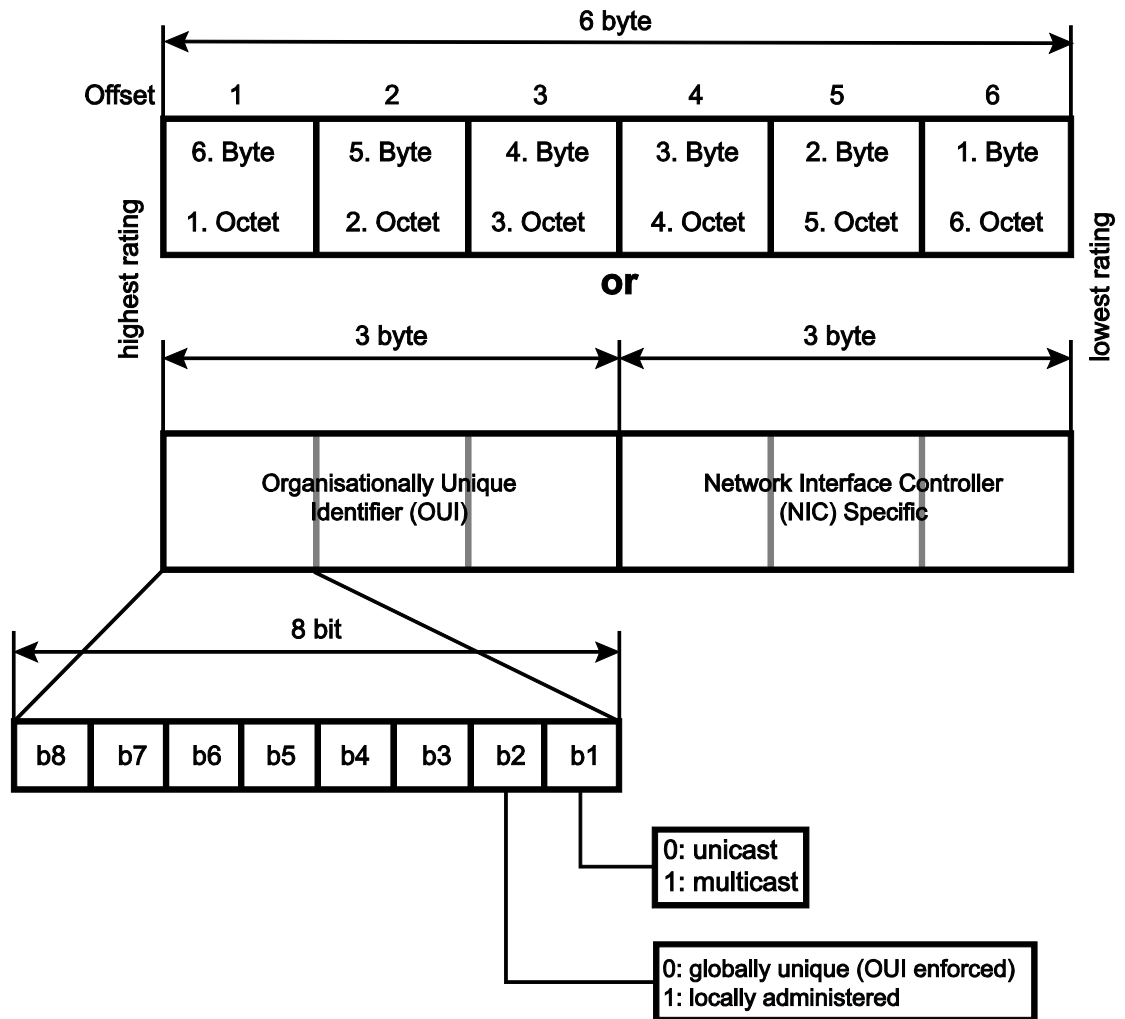 6 byte
Offset 1 2 3 4 5 6
6. Byte 5. Byte 4. Byte 3. Byte 2. Byte 1. Byte
1. Octet 2. Octet 3. Octet 4. Octet 5. Octet 6. Octet
highest rating
lowest rating
or
3 byte 3 byte
Organisationally Unique
Identifier (OUI)
Network Interface Controller
(NIC) Specific
8 bit
b8 b7 b6 b5 b4 b3 b2 b1
0: unicast
1: multicast
0: globally unique (OUI enforced)
1: locally administered